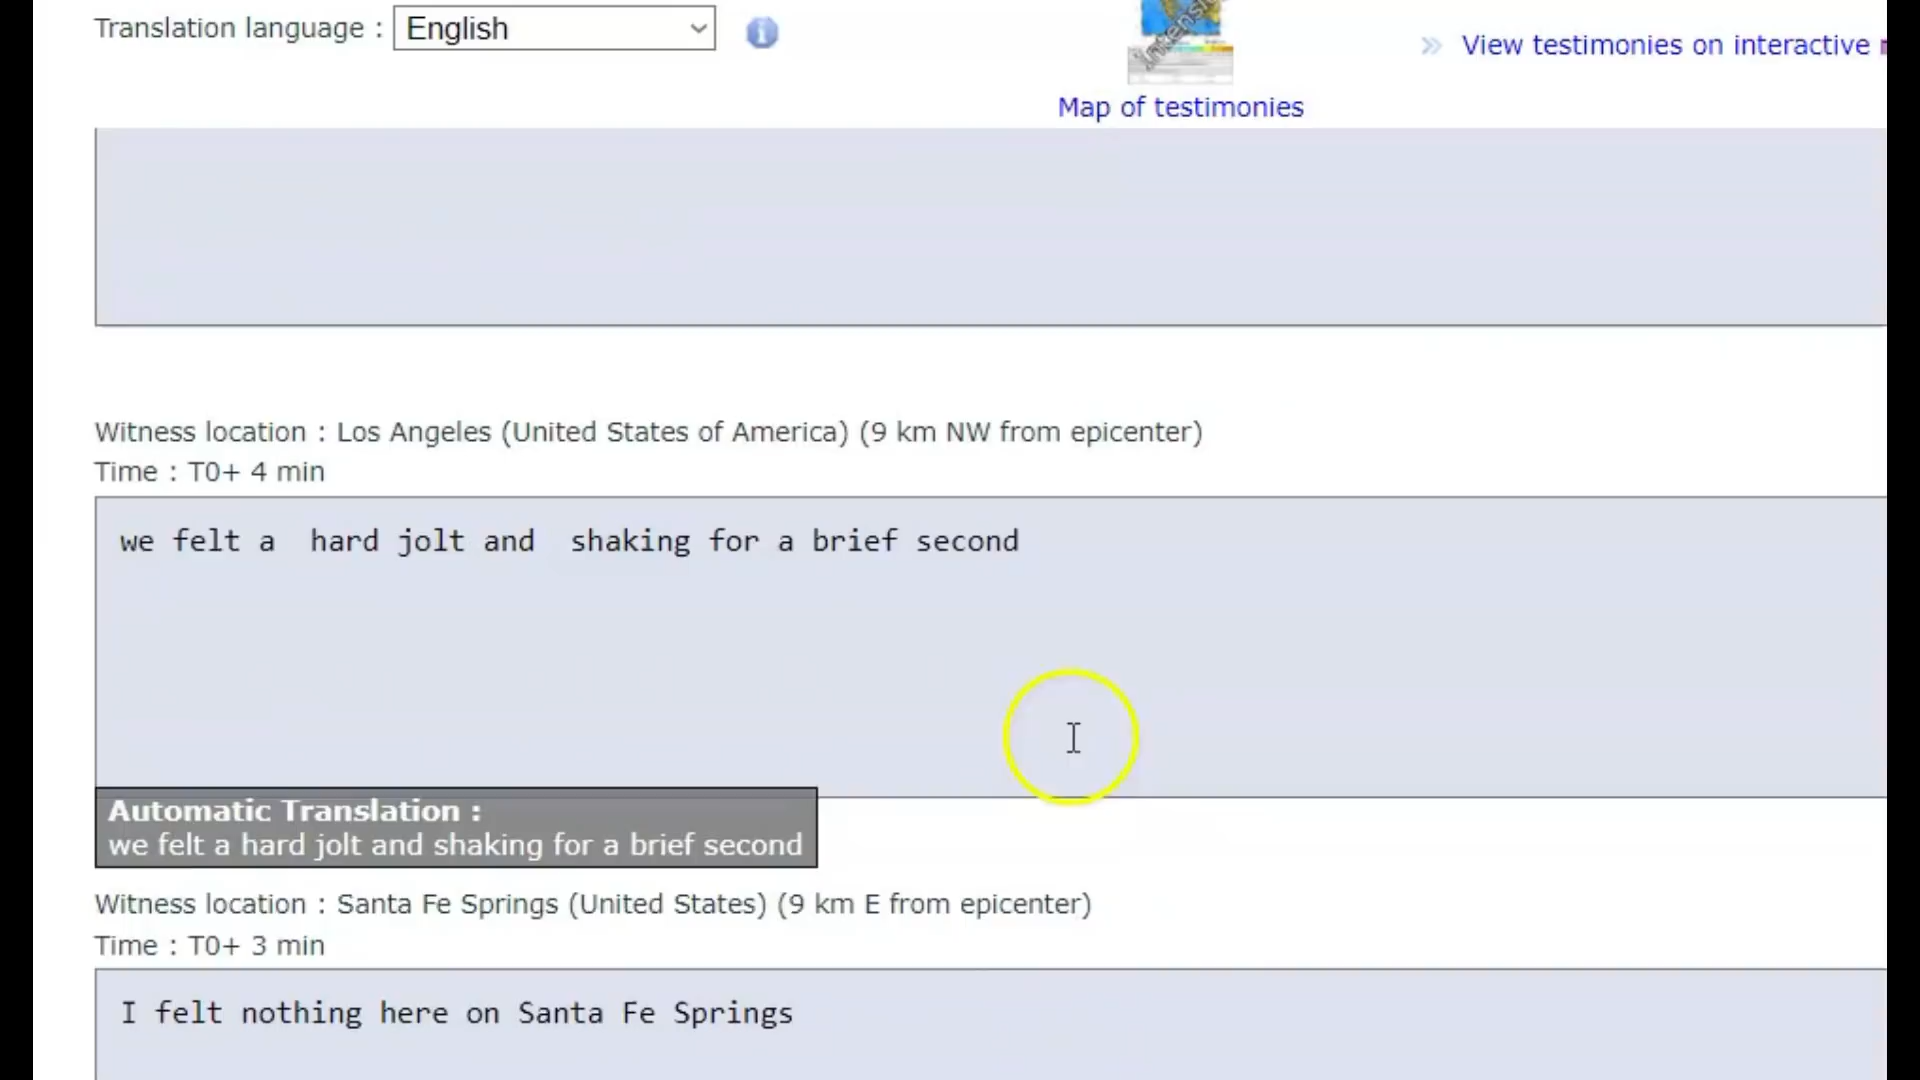 Translation language : English
View testimonies on interactive
intensi
Map of testimonies
Witness location : Los Angeles (United States of America) (9 km NW from epicenter)
Time : T0+ 4 min
we felt a  hard jolt and  shaking for a brief second
Automatic Translation :
we felt a hard jolt and shaking for a brief second
Witness location : Santa Fe Springs (United States) (9 km E from epicenter)
Time : T0+ 3 min
I felt nothing here on Santa Fe Springs